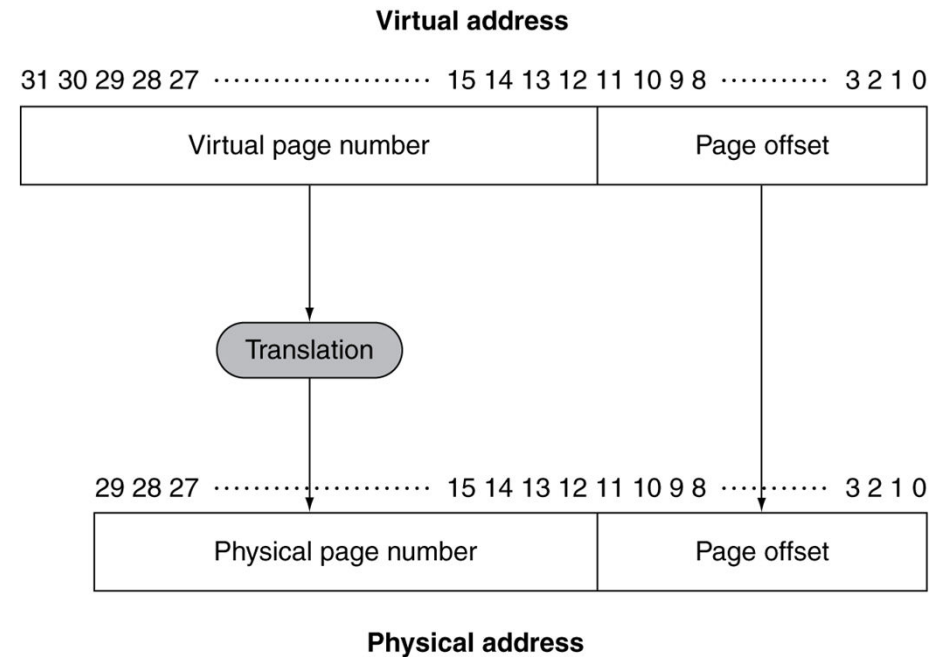 Virtual address
31 30 29 28 27 ······················ 15 14 13 12 11 10 9 8 ··········· 3 2 1 0
Virtual page number Page offset
Translation
29 28 27 ······················ 15 14 13 12 11 10 9 8 ··········· 3 2 1 0
Physical page number Page offset
Physical address